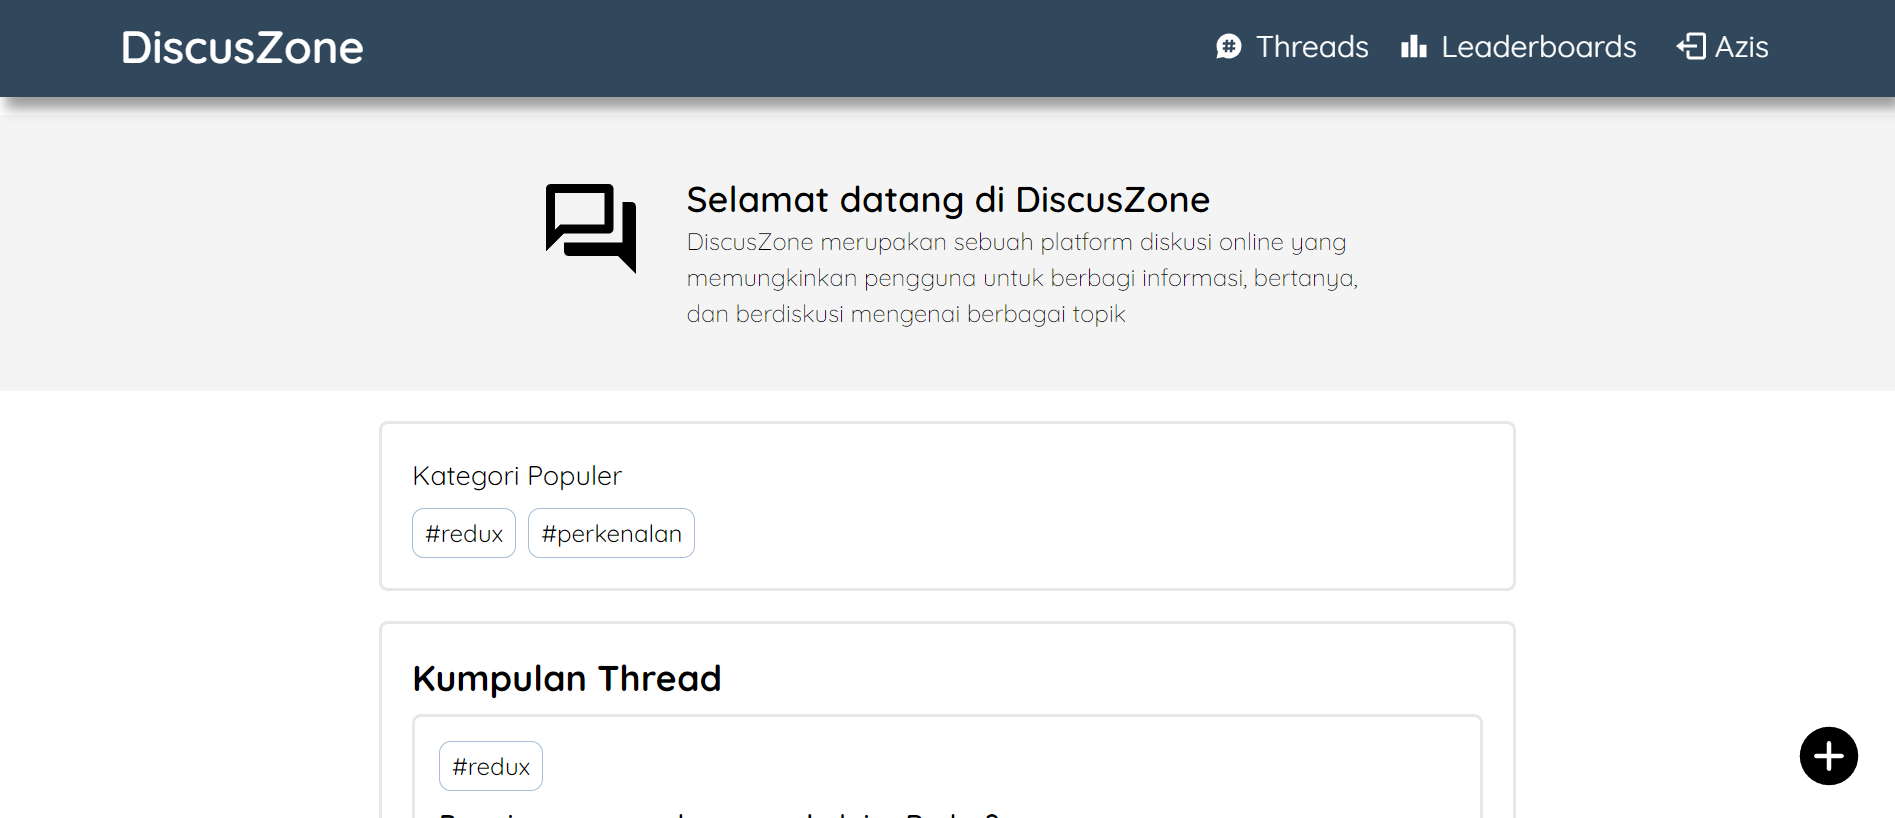 DiscusZone
Threads
Leaderboards
Azis
Selamat datang di DiscusZone
DiscusZone merupakan sebuah platform diskusi online yang
memungkinkan pengguna untuk berbagi informasi, bertanya,
dan berdiskusi mengenai berbagai topik
Kategori Populer
#redux #perkenalan
Kumpulan Thread
#redux